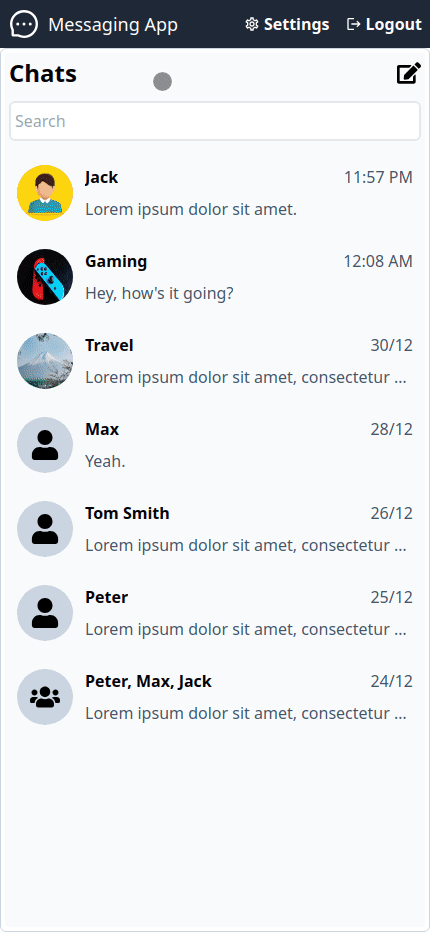 Messaging App Settings Logout
Chats
Search
Jack 11:57 PM
Lorem ipsum dolor sit amet.
Gaming 12:08 AM
Hey, how's it going?
Travel 30/12
Lorem ipsum dolor sit amet, consectetur ...
Max 28/12
Yeah.
Tom Smith 26/12
Lorem ipsum dolor sit amet, consectetur ...
Peter 25/12
Lorem ipsum dolor sit amet, consectetur ...
Peter, Max, Jack 24/12
Lorem ipsum dolor sit amet, consectetur ...